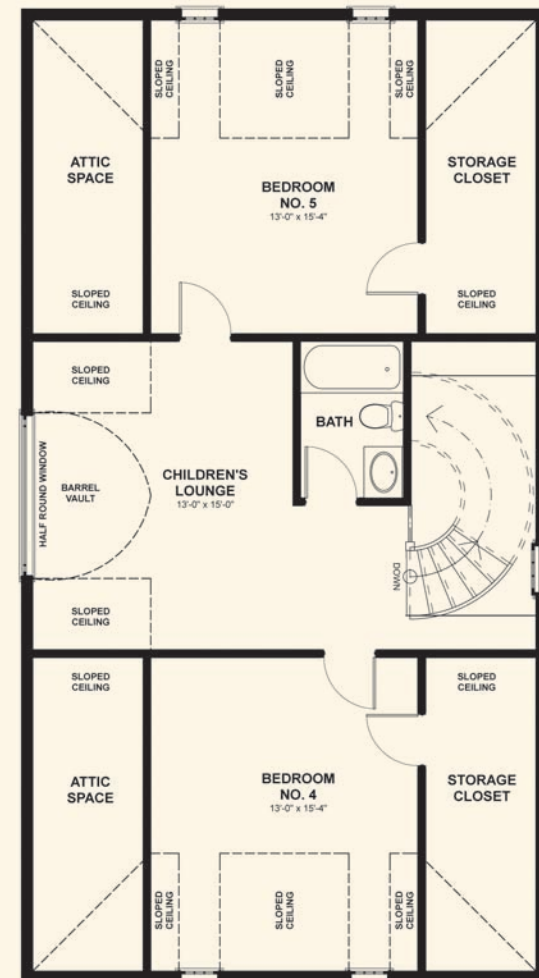 SLOPED
CEILING
SLOPED
CEILING
SLOPED
CEILING
ATTIC
SPACE
BEDROOM
NO. 5
13'-0" x 15'-4"
STORAGE
CLOSET
SLOPED
CEILING
SLOPED
CEILING
SLOPED
CEILING
BATH
HALF ROUND WINDOW
BARREL
VAULT
CHILDREN'S
LOUNGE
13'-0" x 15'-0"
DOWN
SLOPED
CEILING
SLOPED
CEILING
SLOPED
CEILING
ATTIC
SPACE
BEDROOM
NO. 4
13'-0" x 15'-4"
STORAGE
CLOSET
SLOPED
CEILING
SLOPED
CEILING
SLOPED
CEILING